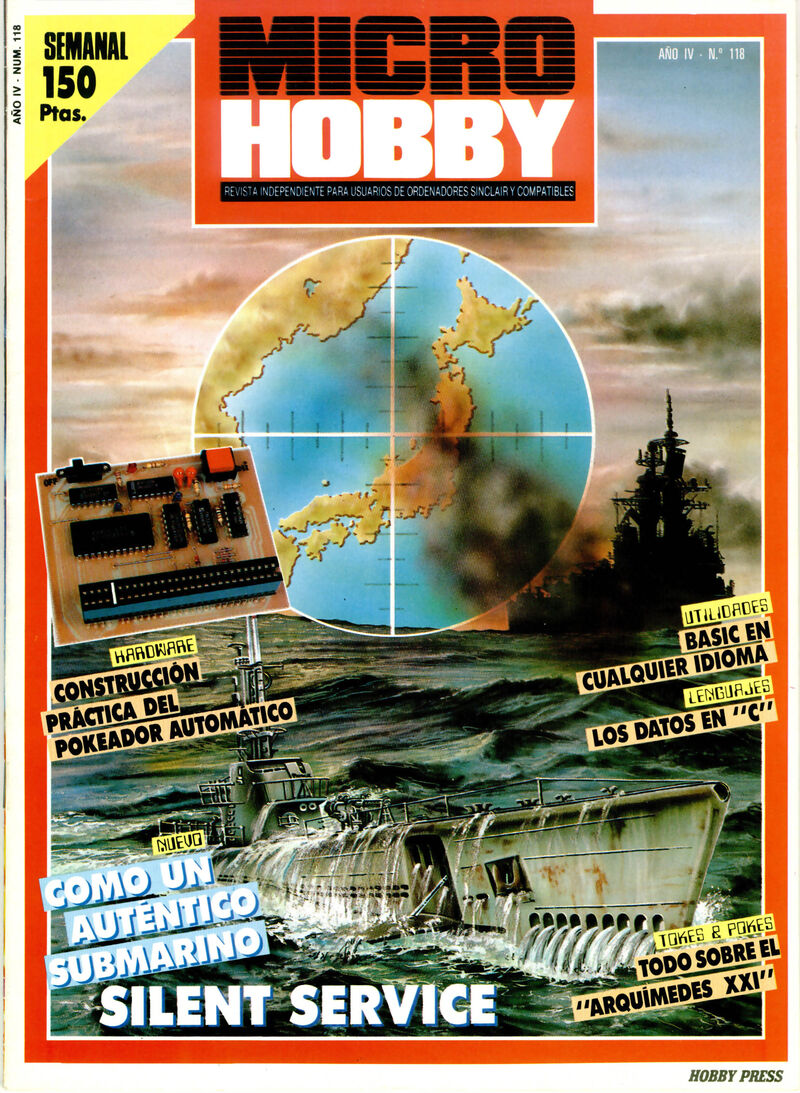 AÑO IV - NUM. 118
SEMANAL
150
Ptas.
MICRO
HOBBY
AÑO IV - N.º 118
REVISTA INDEPENDIENTE PARA USUARIOS DE ORDENADORES SINCLAIR Y COMPATIBLES
OFF
HARDWARE
CONSTRUCCIÓN
PRÁCTICA DEL
POKEADOR AUTOMÁTICO
UTILIDADES
BASIC EN
CUALQUIER IDIOMA
LENGUAJES
LOS DATOS EN "C"
NUEVO
COMO UN
AUTÉNTICO
SUBMARINO
SILENT SERVICE
TOKES & POKES
TODO SOBRE EL
"ARQUÍMEDES XXI"
HOBBY PRESS